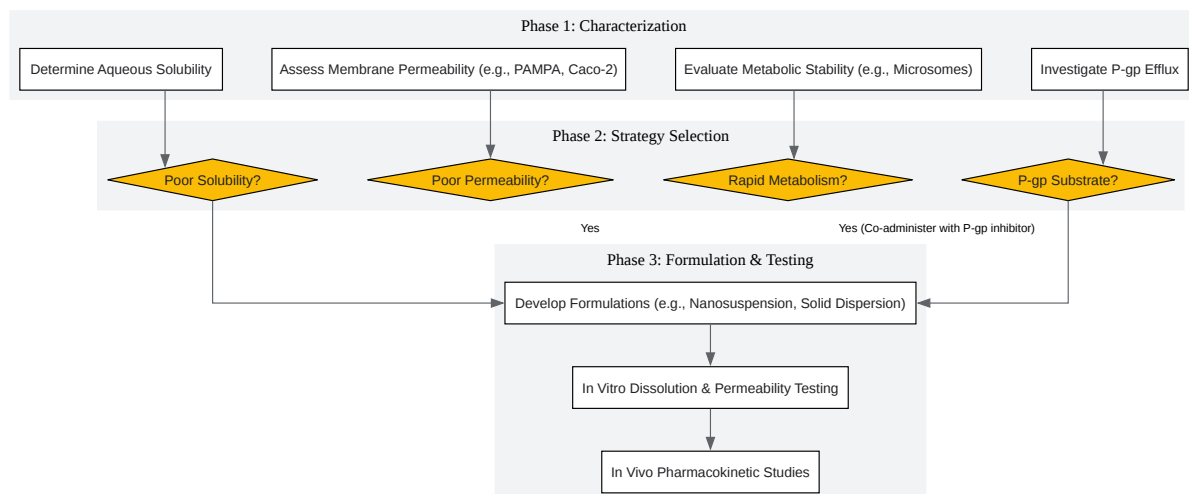 Phase 1: Characterization
Determine Aqueous Solubility
Assess Membrane Permeability (e.g., PAMPA, Caco-2)
Evaluate Metabolic Stability (e.g., Microsomes)
Investigate P-gp Efflux
Phase 2: Strategy Selection
Poor Solubility?
Poor Permeability?
Rapid Metabolism?
P-gp Substrate?
Yes
Yes (Co-administer with P-gp inhibitor)
Phase 3: Formulation & Testing
Develop Formulations (e.g., Nanosuspension, Solid Dispersion)
In Vitro Dissolution & Permeability Testing
In Vivo Pharmacokinetic Studies